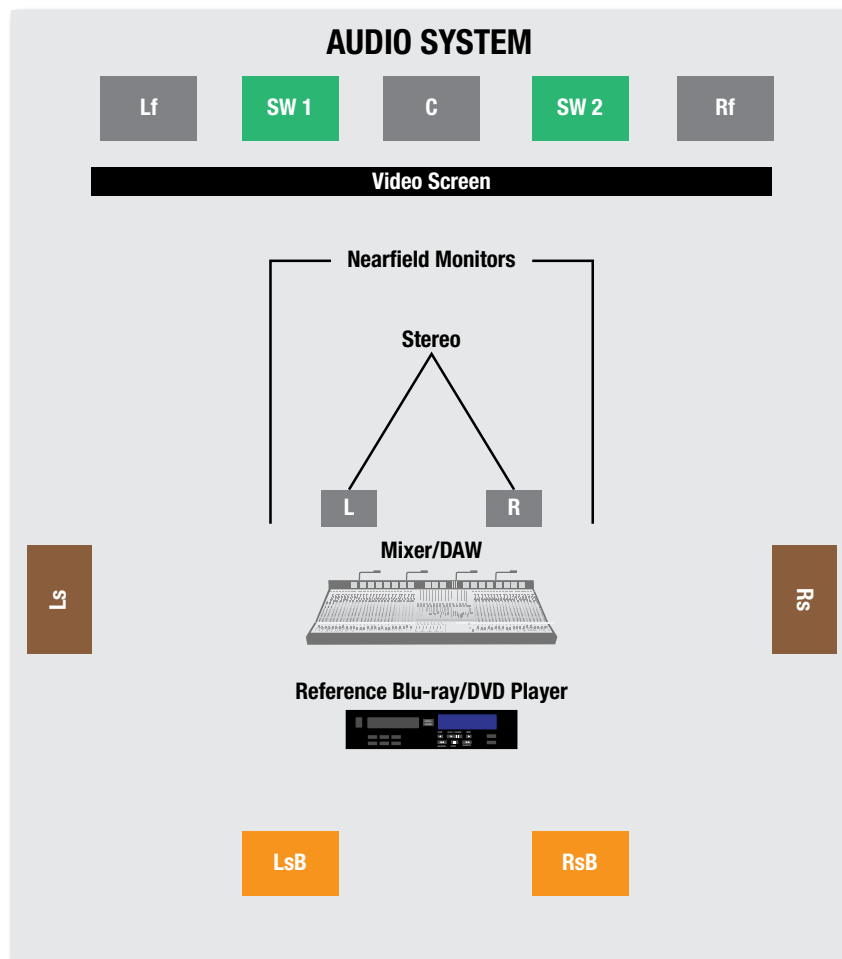 AUDIO SYSTEM
Lf
SW 1
C
SW 2
Rf
Video Screen
Nearfield Monitors
Stereo
L
R
Mixer/DAW
Ls
Rs
Reference Blu-ray/DVD Player
LsB
RsB